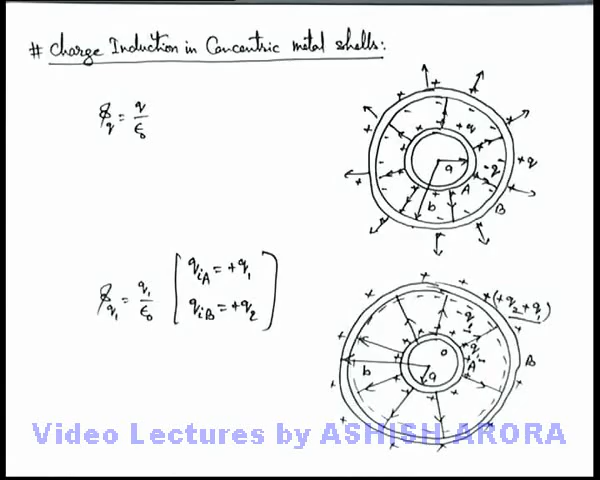 # Charge Induction in Concentric metal shells:
ϕq = q/ϵ0
+q
-q
+q
a
A
b
B
ϕq1 = q1/ϵ0 [ qiA = +q1
qiB = +q2 ]
(+q2+q1)
-q1
+q1
o
A
B
a
b
Video Lectures by ASHISH ARORA